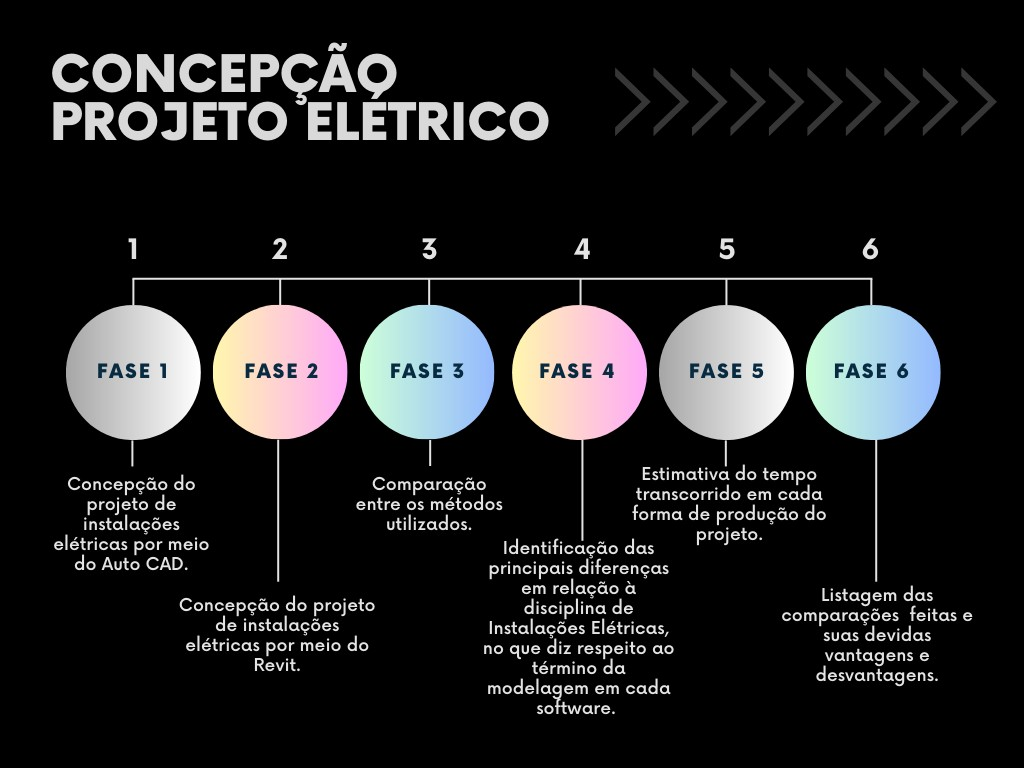 CONCEPÇÃO
PROJETO ELÉTRICO
1
2
3
4
5
6
FASE 1
FASE 2
FASE 3
FASE 4
FASE 5
FASE 6
Concepção do
projeto de
instalações
elétricas por meio
do Auto CAD.
Concepção do projeto
de instalações
elétricas por meio do
Revit.
Comparação
entre os métodos
utilizados.
Identificação das
principais diferenças
em relação à
disciplina de
Instalações Elétricas,
no que diz respeito ao
término da
modelagem em cada
software.
Estimativa do tempo
transcorrido em cada
forma de produção do
projeto.
Listagem das
comparações  feitas e
suas devidas
vantagens e
desvantagens.